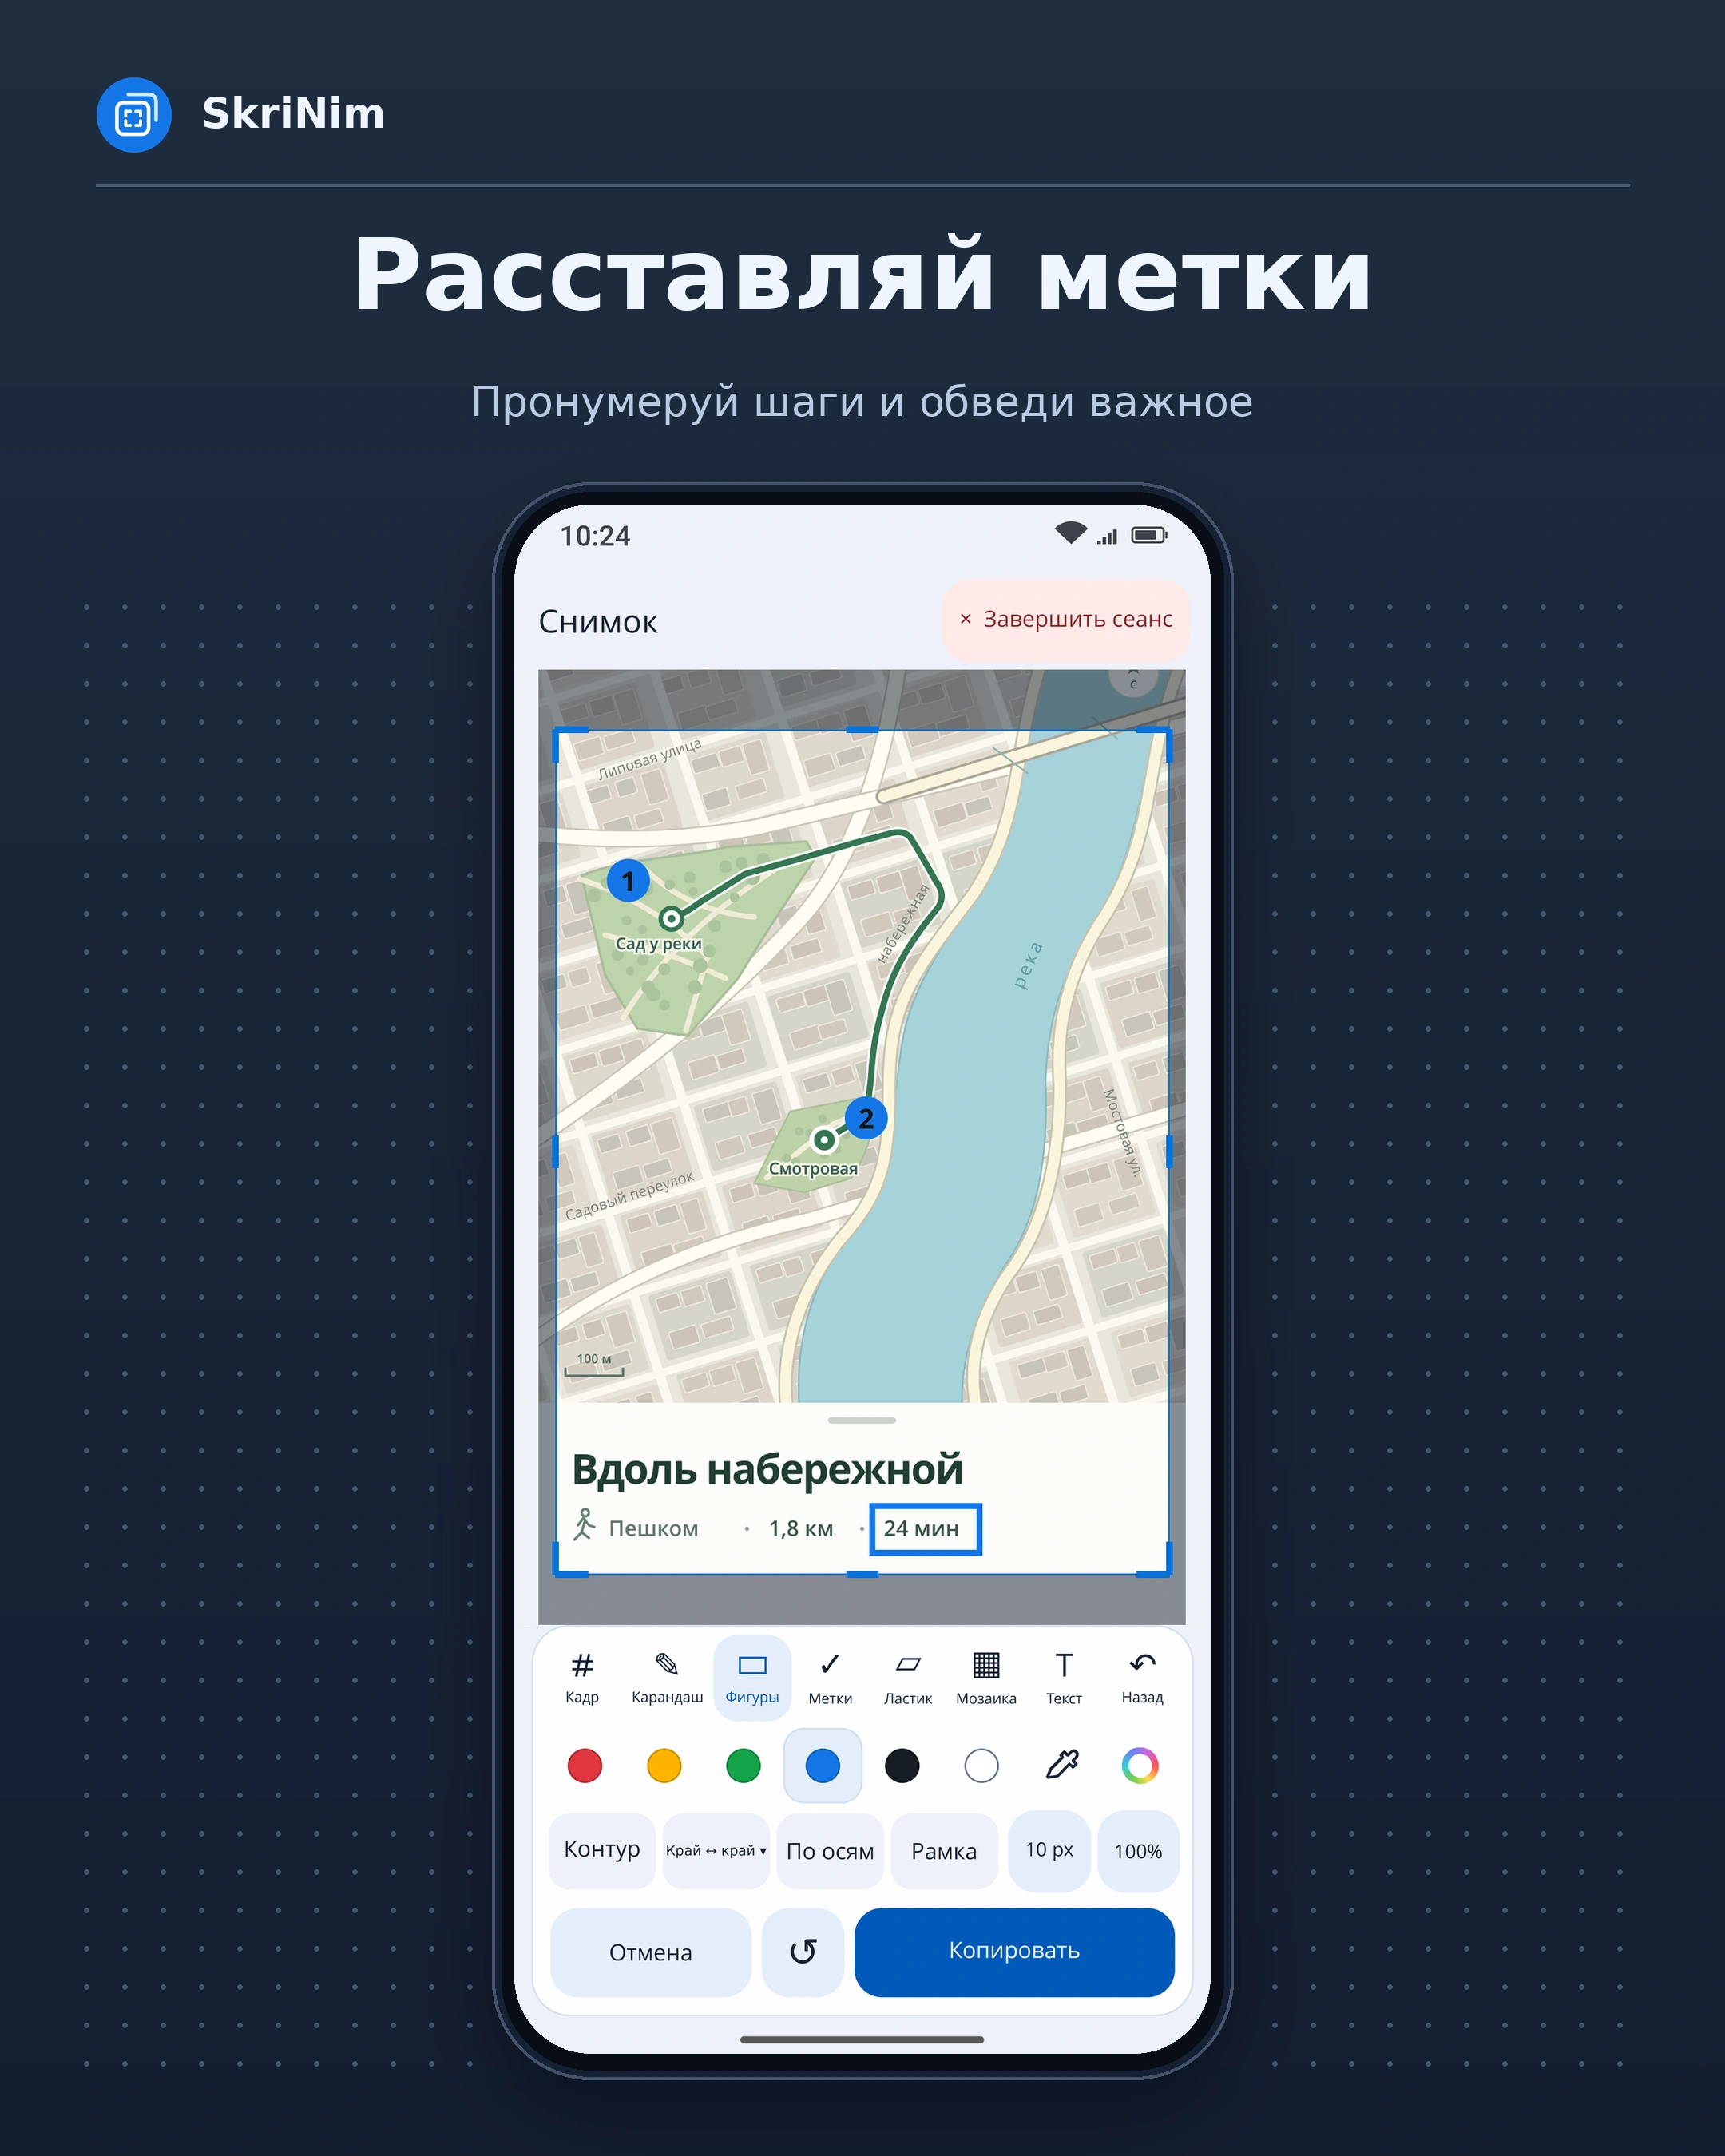 SkriNim
Расставляй метки
Пронумеруй шаги и обведи важное
10:24
Снимок
× Завершить сеанс
С
Липовая улица
1
Сад у реки
набережная
река
2
Смотровая
Мостовая ул.
Садовый переулок
100 м
Вдоль набережной
Пешком · 1,8 км · 24 мин
Кадр Карандаш Фигуры Метки Ластик Мозаика Текст Назад
Контур Край ↔ край ▾ По осям Рамка 10 px 100%
Отмена ↺ Копировать